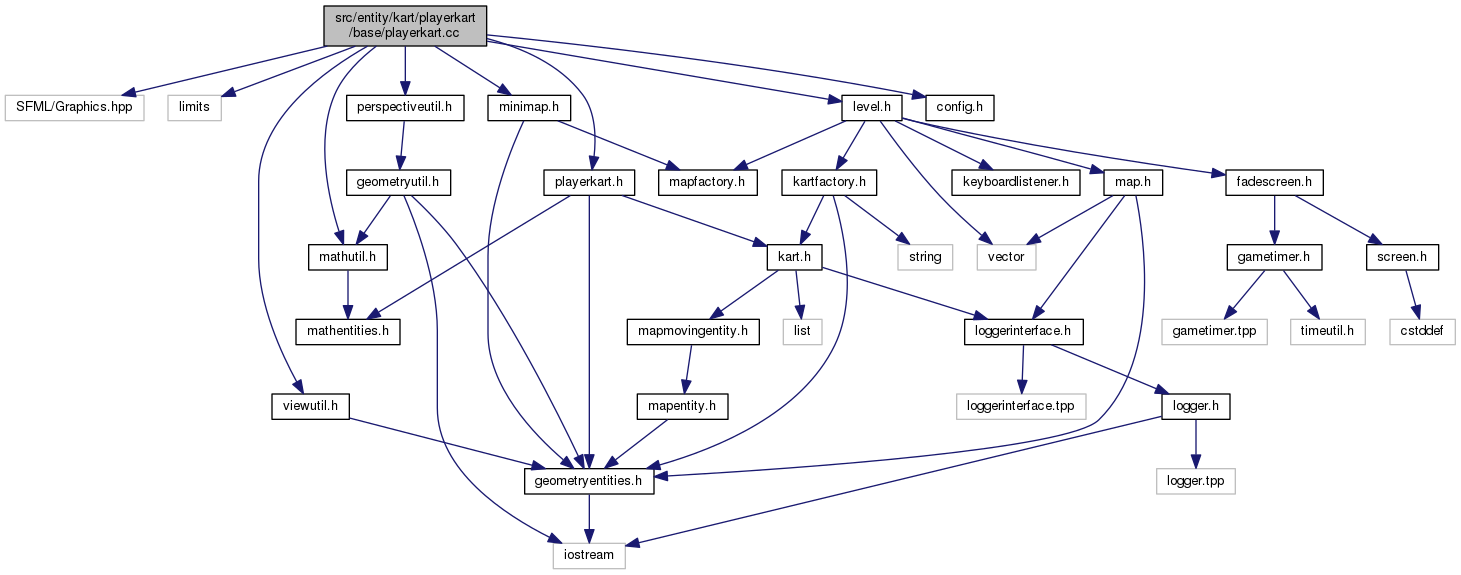 src/entity/kart/playerkart
/base/playerkart.cc
SFML/Graphics.hpp
limits
perspectiveutil.h
minimap.h
level.h
config.h
geometryutil.h
playerkart.h
mapfactory.h
kartfactory.h
keyboardlistener.h
map.h
fadescreen.h
mathutil.h
kart.h
string
vector
gametimer.h
screen.h
mathentities.h
mapmovingentity.h
list
loggerinterface.h
gametimer.tpp
timeutil.h
cstddef
viewutil.h
mapentity.h
loggerinterface.tpp
logger.h
geometryentities.h
logger.tpp
iostream